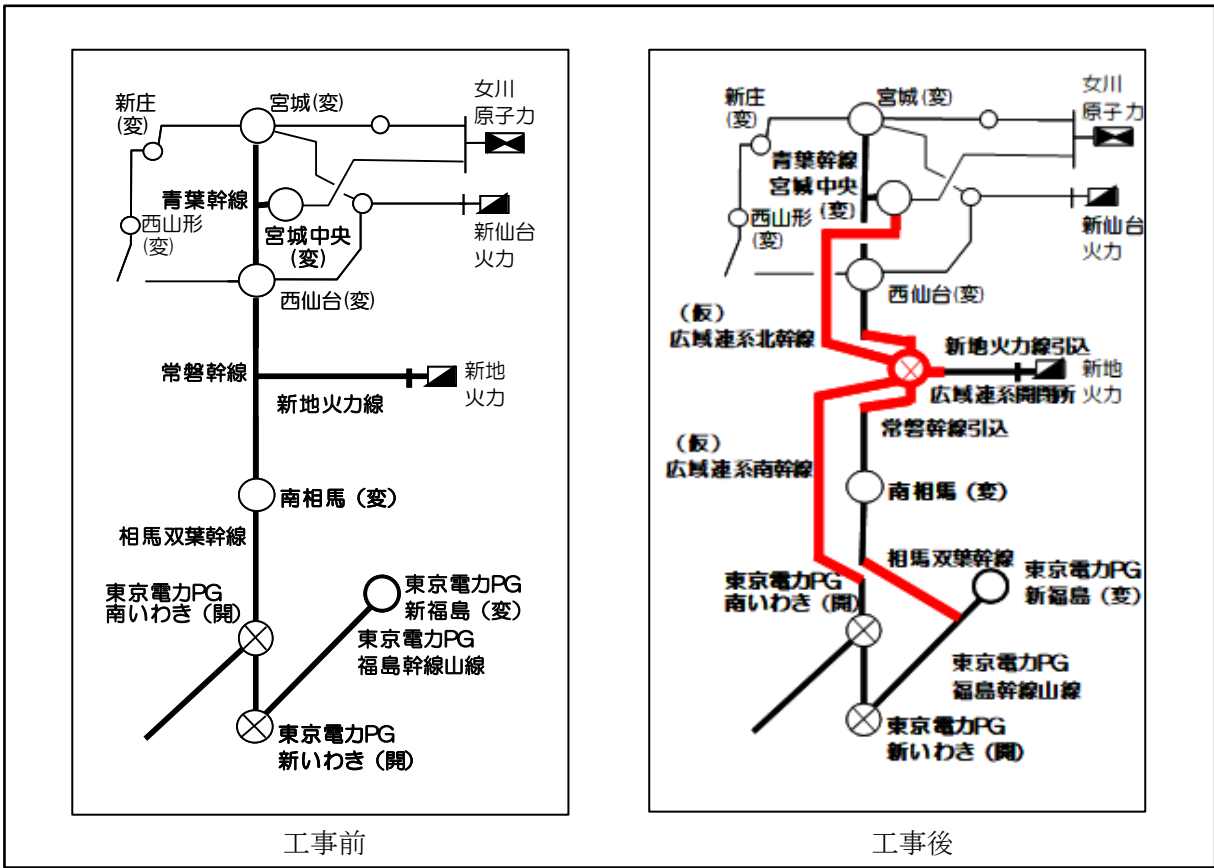 新庄
(変)
宮城(変)
女川
原子力
青葉幹線
宮城中央
(変)
西山形
(変)
新仙台
火力
西仙台(変)
常磐幹線
新地火力線
新地
火力
南相馬（変）
相馬双葉幹線
東京電力PG
南いわき（開）
東京電力PG
新福島（変）
東京電力PG
福島幹線山線
東京電力PG
新いわき（開）
工事前
新庄
(変)
宮城(変)
女川
原子力
青葉幹線
宮城中央
(変)
西山形
(変)
新仙台
火力
西仙台(変)
（仮）
広域連系北幹線
新地火力線引込
新地
火力
広域連系開閉所
常磐幹線引込
（仮）
広域連系南幹線
南相馬（変）
相馬双葉幹線
東京電力PG
南いわき（開）
東京電力PG
新福島（変）
東京電力PG
福島幹線山線
東京電力PG
新いわき（開）
工事後